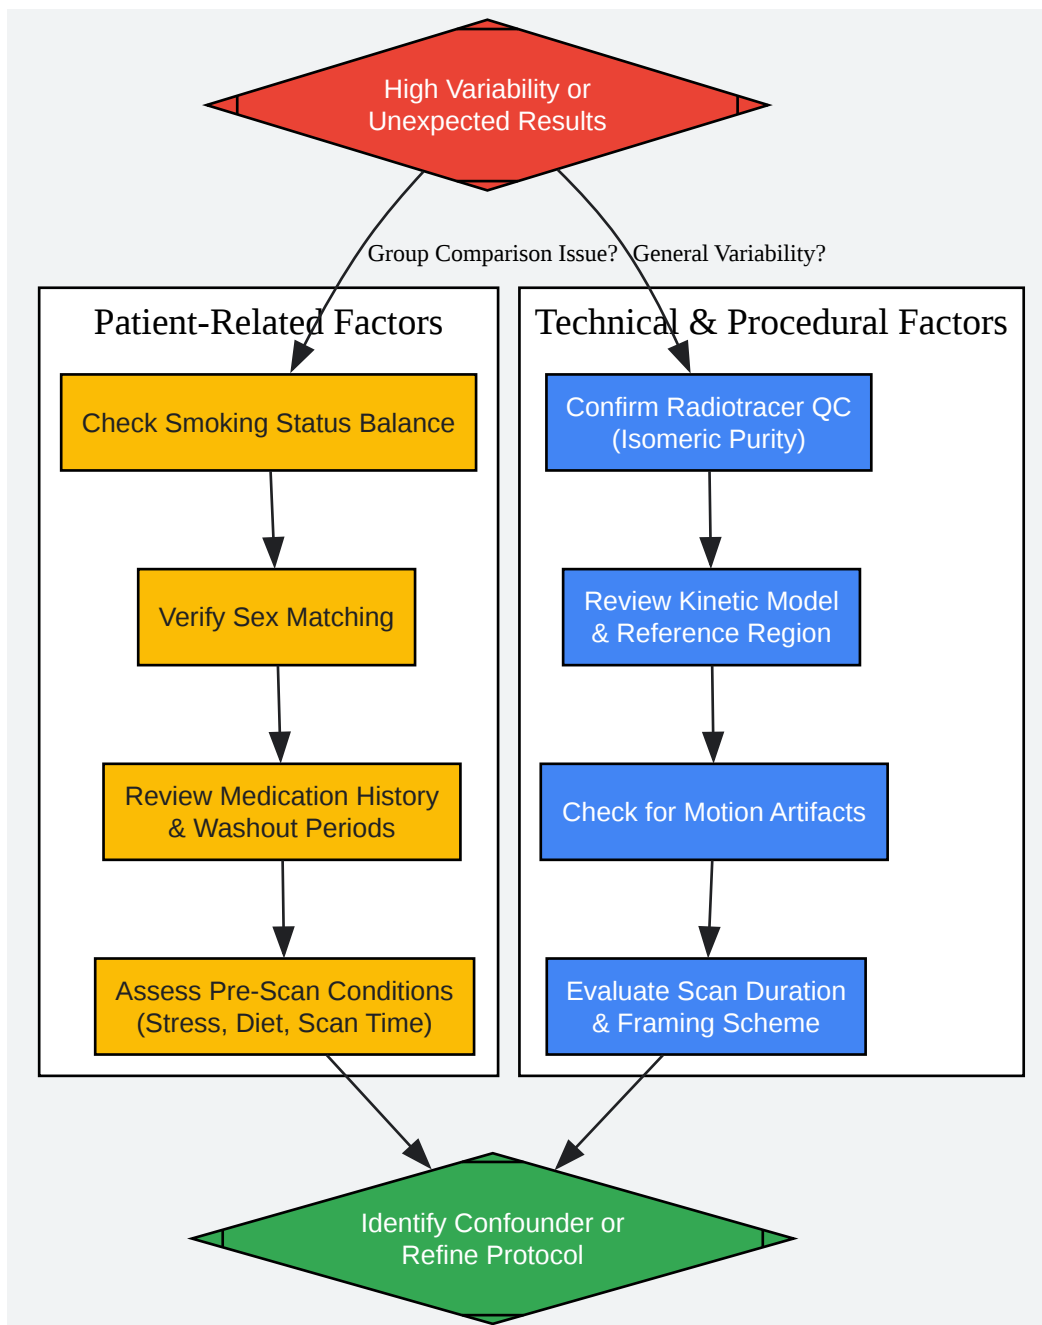 High Variability or
Unexpected Results
Group Comparison Issue?
General Variability?
Patient-Related Factors
Check Smoking Status Balance
Verify Sex Matching
Review Medication History
& Washout Periods
Assess Pre-Scan Conditions
(Stress, Diet, Scan Time)
Technical & Procedural Factors
Confirm Radiotracer QC
(Isomeric Purity)
Review Kinetic Model
& Reference Region
Check for Motion Artifacts
Evaluate Scan Duration
& Framing Scheme
Identify Confounder or
Refine Protocol